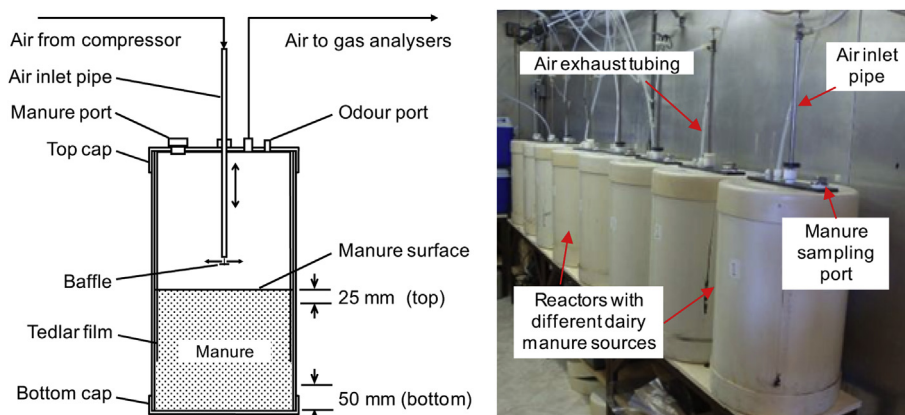 Air from compressor
Air to gas analysers
Air inlet pipe
Manure port
Odour port
Top cap
Manure surface
Baffle
25 mm (top)
Tedlar film
Manure
Bottom cap
50 mm (bottom)
Air exhaust tubing
Air inlet
pipe
Manure
sampling
port
Reactors with
different dairy
manure sources